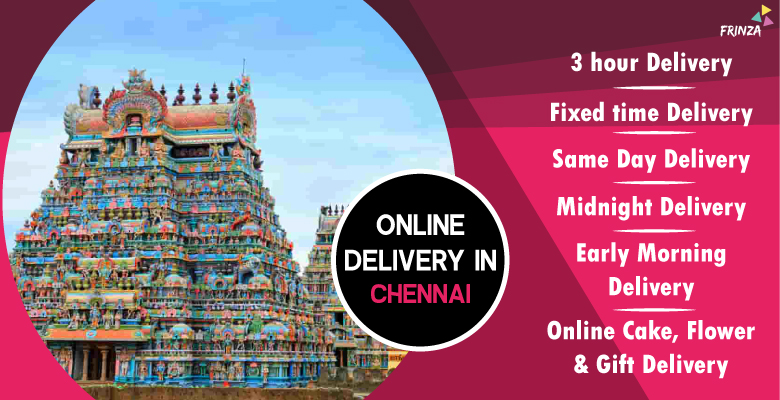 FRINZA
3 hour Delivery
Fixed time Delivery
Same Day Delivery
Midnight Delivery
Early Morning
Delivery
Online Cake, Flower
& Gift Delivery
ONLINE
DELIVERY IN
CHENNAI